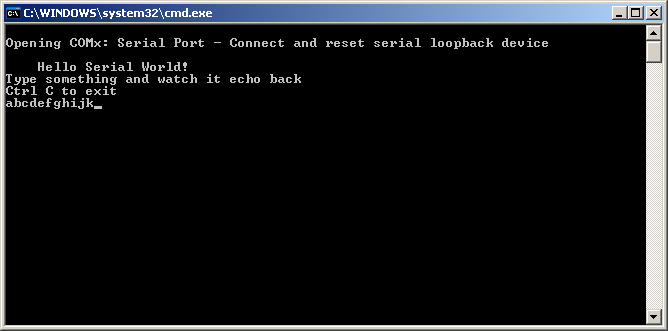 C:\WINDOWS\system32\cmd.exe
Opening COMx: Serial Port - Connect and reset serial loopback device
Hello Serial World!
Type something and watch it echo back
Ctrl C to exit
abcdefghijk_